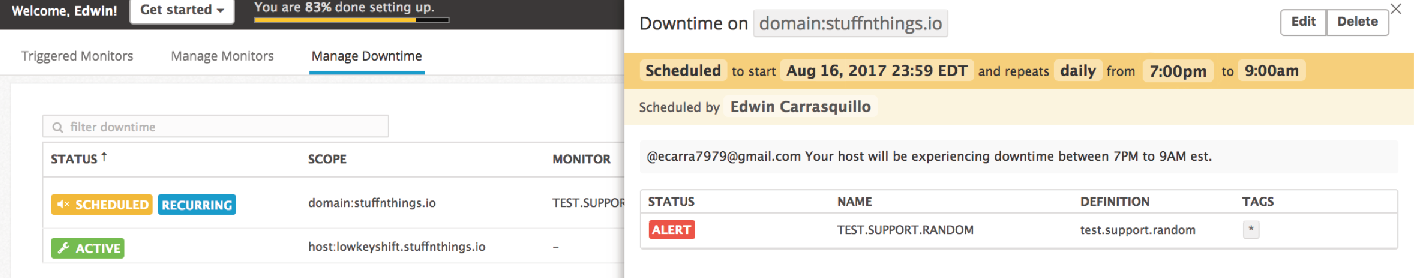 Welcome, Edwin!
Get started
You are 83% done setting up.
Triggered Monitors
Manage Monitors
Manage Downtime
filter downtime
STATUS↑ SCOPE MONITOR
SCHEDULED RECURRING domain:stuffnthings.io TEST.SUPPOR
ACTIVE host:lowkeyshift.stuffnthings.io –
Downtime on domain:stuffnthings.io
Edit Delete
Scheduled to start Aug 16, 2017 23:59 EDT and repeats daily from 7:00pm to 9:00am
Scheduled by Edwin Carrasquillo
@ecarra7979@gmail.com Your host will be experiencing downtime between 7PM to 9AM est.
STATUS NAME DEFINITION TAGS
ALERT TEST.SUPPORT.RANDOM test.support.random *